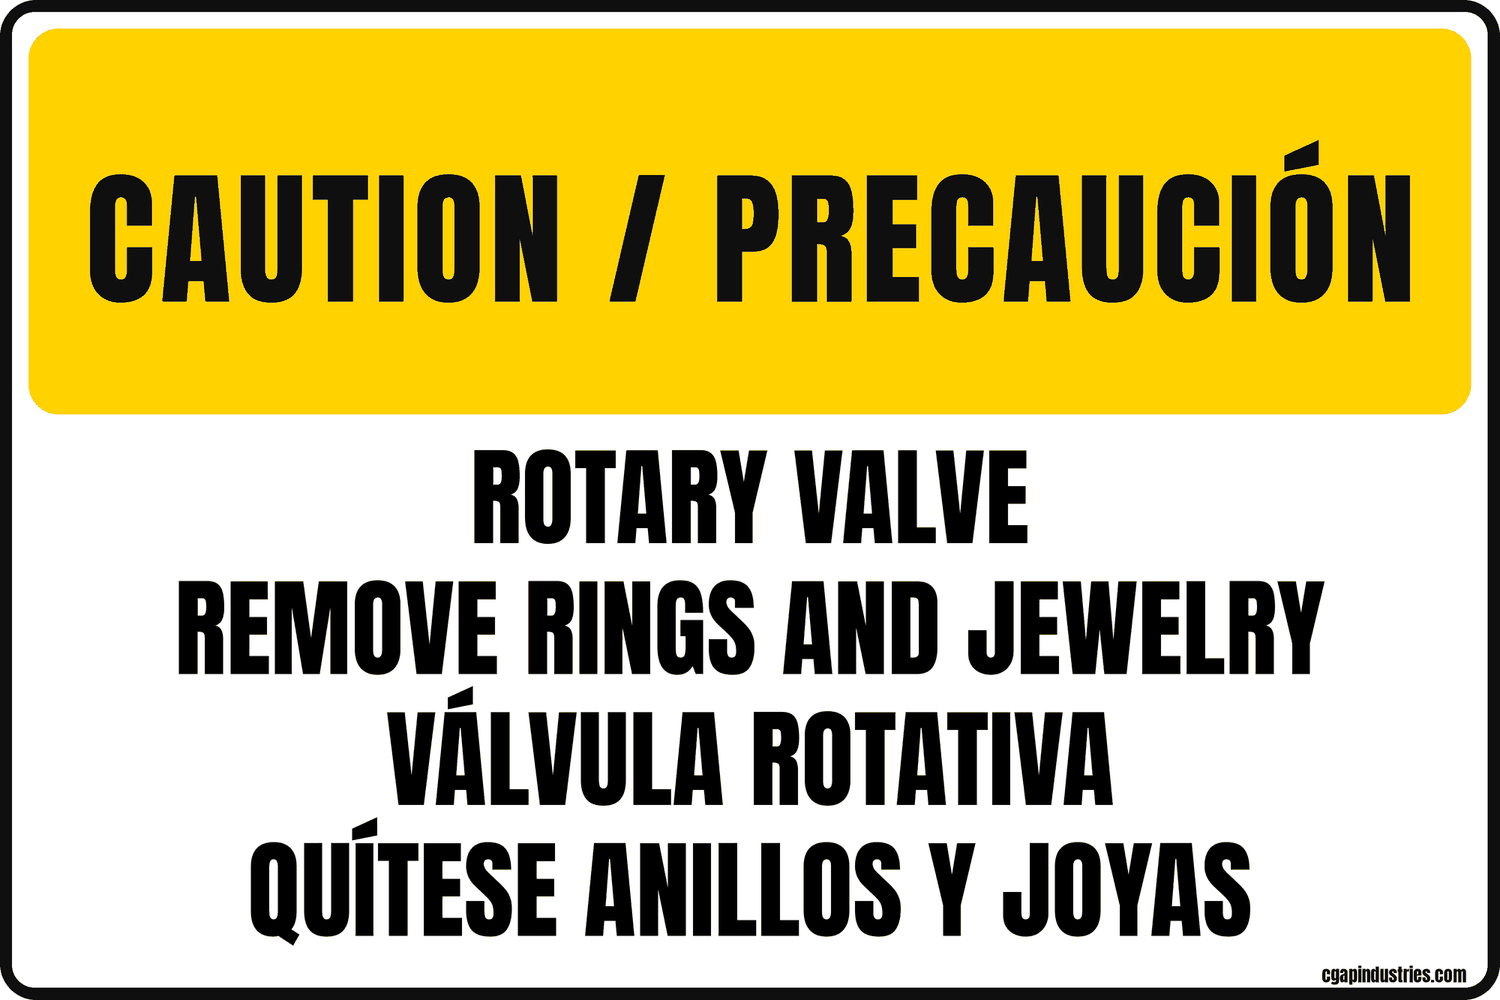 CAUTION / PRECAUCIÓN
ROTARY VALVE
REMOVE RINGS AND JEWELRY
VÁLVULA ROTATIVA
QUÍTESE ANILLOS Y JOYAS
cgapindustries.com